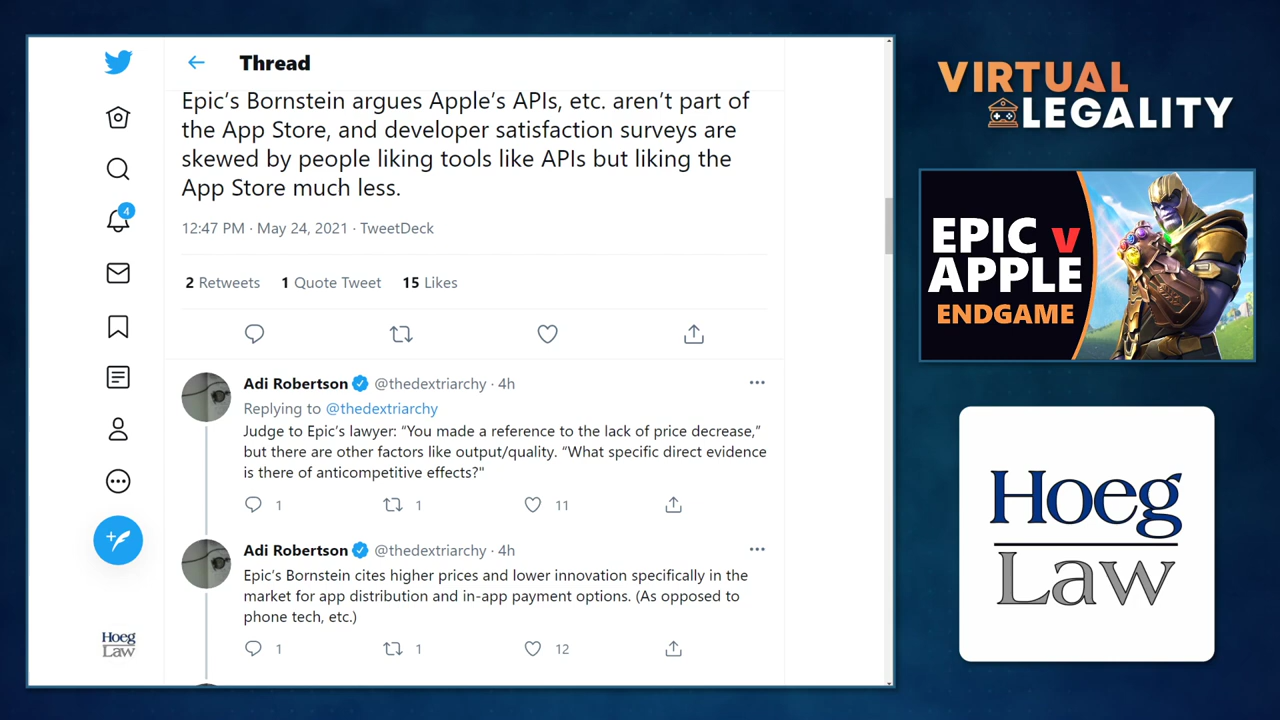 Thread
Epic's Bornstein argues Apple's APIs, etc. aren't part of
the App Store, and developer satisfaction surveys are
skewed by people liking tools like APIs but liking the
App Store much less.
12:47 PM · May 24, 2021 · TweetDeck
2 Retweets 1 Quote Tweet 15 Likes
Adi Robertson @thedextriarchy · 4h
Replying to @thedextriarchy
Judge to Epic's lawyer: “You made a reference to the lack of price decrease,”
but there are other factors like output/quality. “What specific direct evidence
is there of anticompetitive effects?"
1 1 11
Adi Robertson @thedextriarchy · 4h
Epic's Bornstein cites higher prices and lower innovation specifically in the
market for app distribution and in-app payment options. (As opposed to
phone tech, etc.)
1 1 12
4
Hoeg
Law
VIRTUAL
LEGALITY
EPIC v
APPLE
ENDGAME
Hoeg
Law